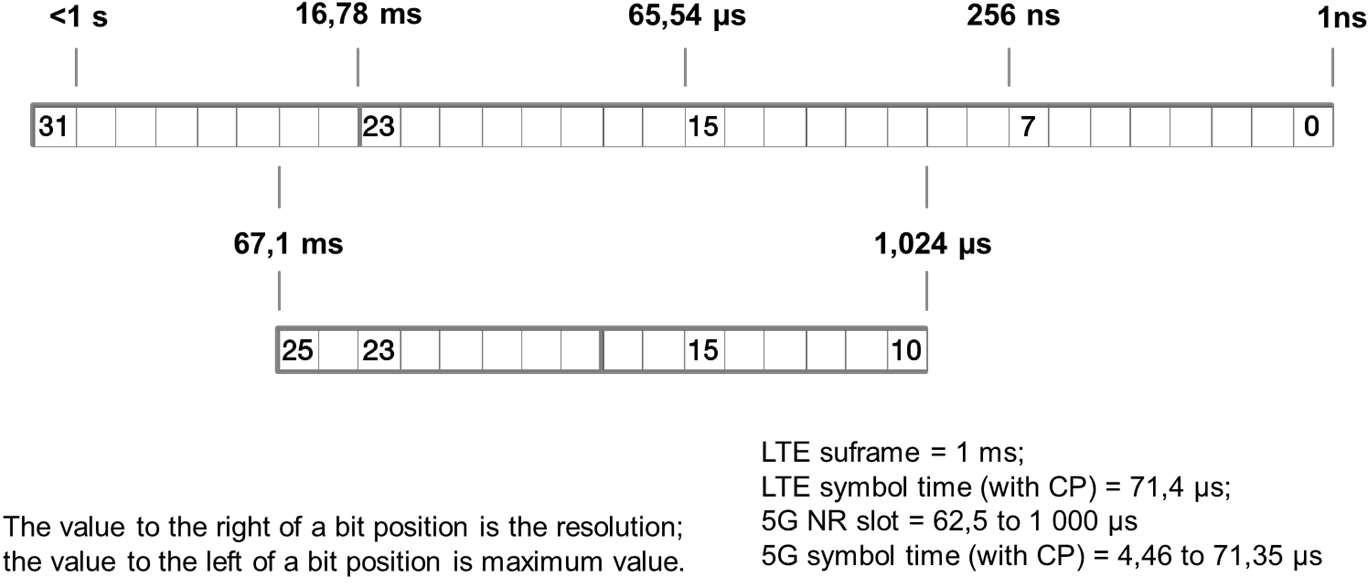 <1 s 16,78 ms 65,54 µs 256 ns 1ns
31 23 15 7 0
67,1 ms 1,024 µs
25 23 15 10
LTE suframe = 1 ms;
LTE symbol time (with CP) = 71,4 µs;
5G NR slot = 62,5 to 1 000 µs
5G symbol time (with CP) = 4,46 to 71,35 µs
The value to the right of a bit position is the resolution;
the value to the left of a bit position is maximum value.